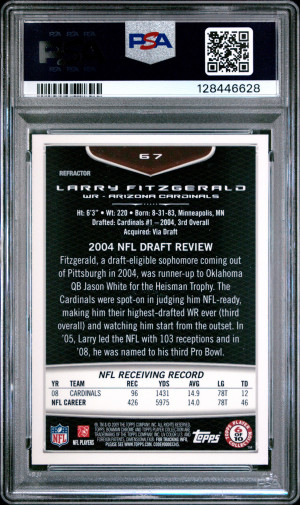 PSA
128446628
67
REFRACTOR
LARRY FITZGERALD
WR - ARIZONA CARDINALS
Ht: 6'3" • Wt: 220 • Born: 8-31-83, Minneapolis, MN
Drafted: Cardinals #1 – 2004, 3rd Overall
Acquired: Via Draft
2004 NFL DRAFT REVIEW
Fitzgerald, a draft-eligible sophomore coming out
of Pittsburgh in 2004, was runner-up to Oklahoma
QB Jason White for the Heisman Trophy. The
Cardinals were spot-on in judging him NFL-ready,
making him their highest-drafted WR ever (third
overall) and watching him start from the outset. In
'05, Larry led the NFL with 103 receptions and in
'08, he was named to his third Pro Bowl.
NFL RECEIVING RECORD
YR TEAM REC YDS AVG LG TD
08 CARDINALS 96 1431 14.9 78T 12
NFL CAREER 426 5975 14.0 78T 46
NFL
NFL PLAYERS
Topps